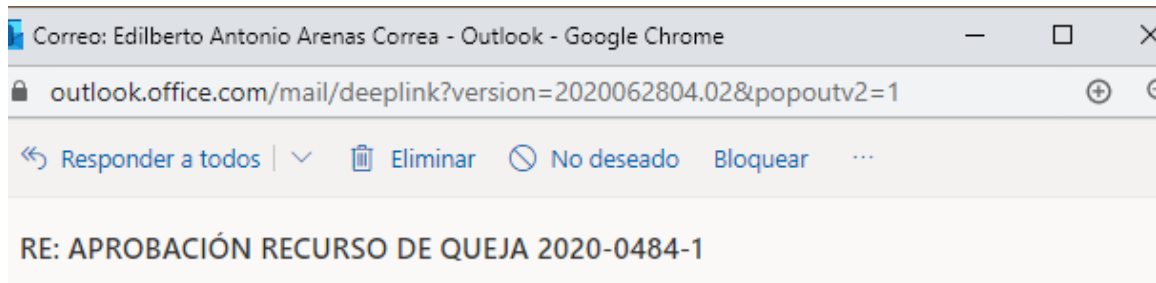 Correo: Edilberto Antonio Arenas Correa - Outlook - Google Chrome
outlook.office.com/mail/deeplink?version=2020062804.02&popoutv2=1
Responder a todos | Eliminar No deseado Bloquear ...
RE: APROBACIÓN RECURSO DE QUEJA 2020-0484-1